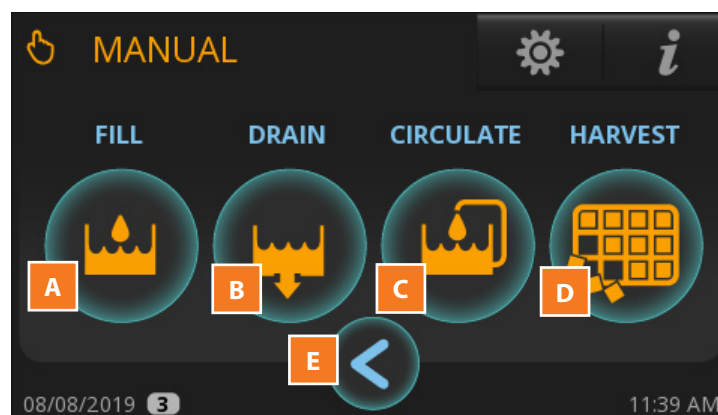 MANUAL i
FILL DRAIN CIRCULATE HARVEST
A B C D
E
08/08/2019 3 11:39 AM